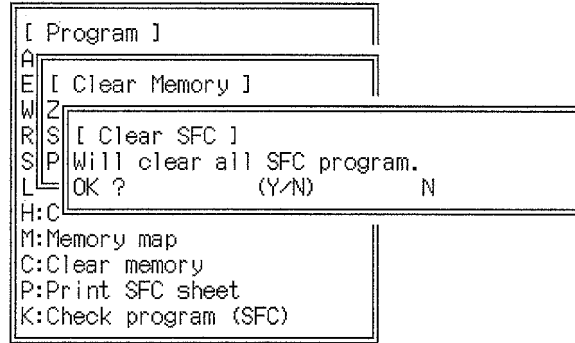 [ Program ]
A
E
W
R
S
L
H:C
M:Memory map
C:Clear memory
P:Print SFC sheet
K:Check program (SFC)
[ Clear Memory ]
Z
S
P
[ Clear SFC ]
Will clear all SFC program.
OK ? (Y/N) N